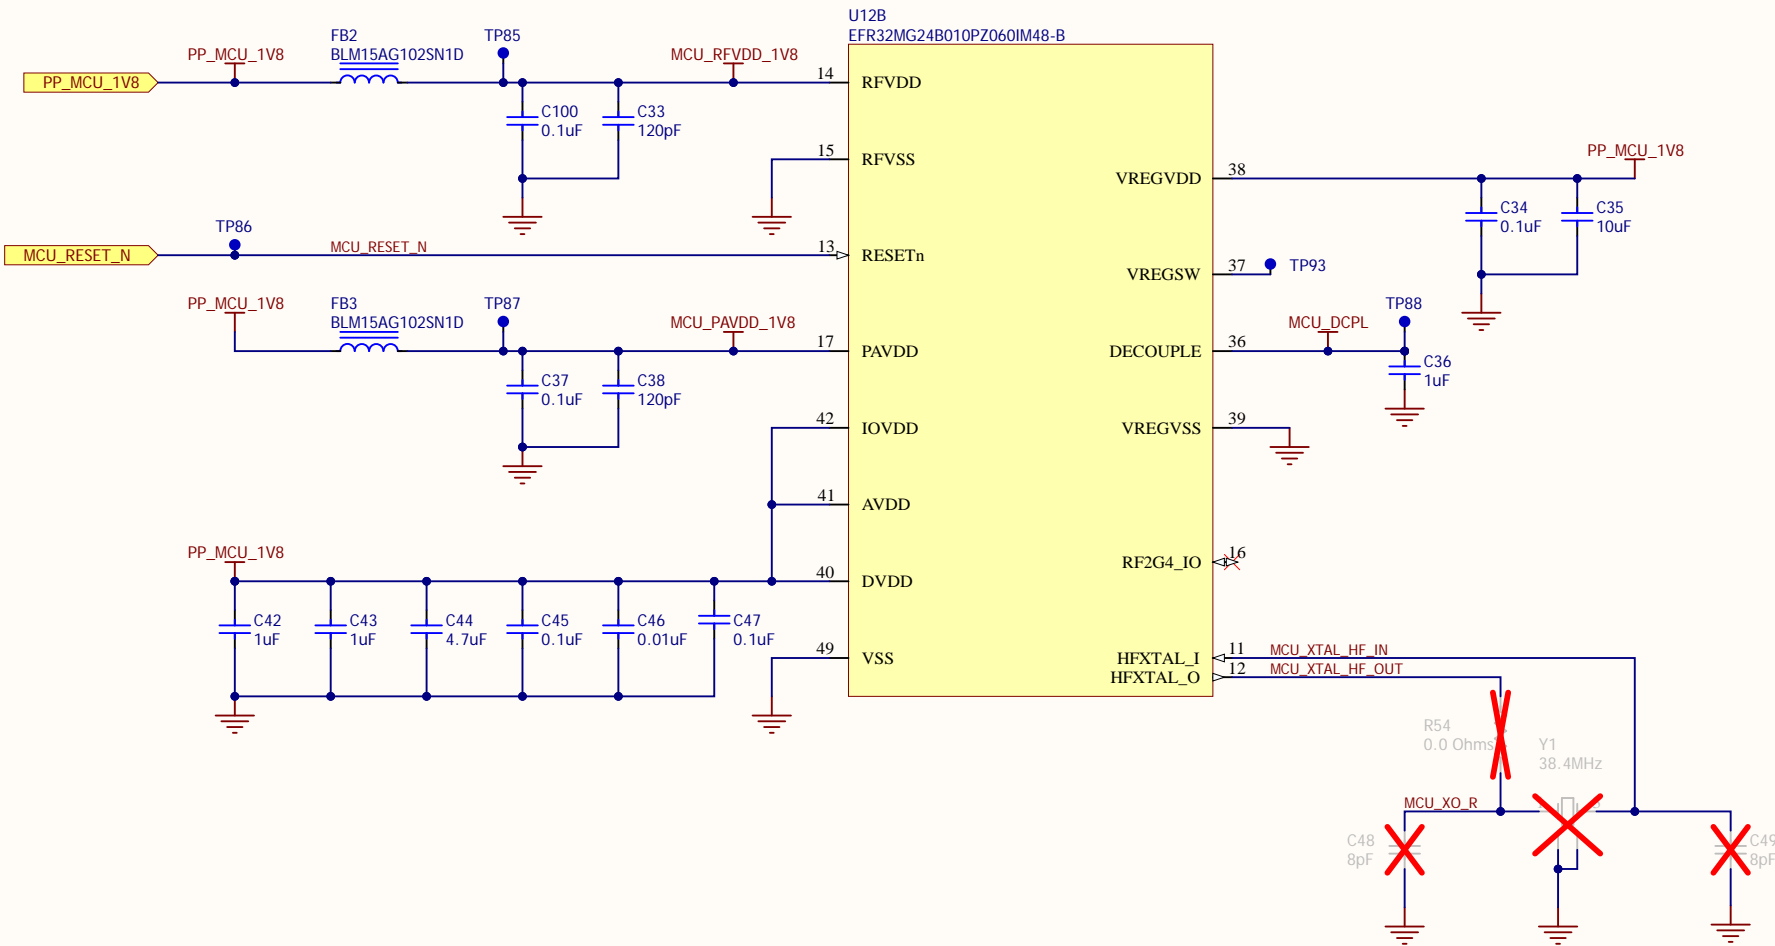 U12B
EFR32MG24B010PZ060IM48-B
PP_MCU_1V8
PP_MCU_1V8
FB2
BLM15AG102SN1D
TP85
MCU_RFVDD_1V8
14
RFVDD
C100
0.1uF
C33
120pF
15
RFVSS
MCU_RESET_N
TP86
MCU_RESET_N
13
RESETn
PP_MCU_1V8
FB3
BLM15AG102SN1D
TP87
MCU_PAVDD_1V8
17
PAVDD
C37
0.1uF
C38
120pF
42
IOVDD
41
AVDD
PP_MCU_1V8
40
DVDD
C42
1uF
C43
1uF
C44
4.7uF
C45
0.1uF
C46
0.01uF
C47
0.1uF
49
VSS
VREGVDD
38
PP_MCU_1V8
C34
0.1uF
C35
10uF
VREGSW
37
TP93
DECOUPLE
36
MCU_DCPL
TP88
C36
1uF
VREGVSS
39
RF2G4_IO
16
HFXTAL_I
11
MCU_XTAL_HF_IN
HFXTAL_O
12
MCU_XTAL_HF_OUT
R54
0.0 Ohms
Y1
38.4MHz
MCU_XO_R
C48
8pF
C49
8pF